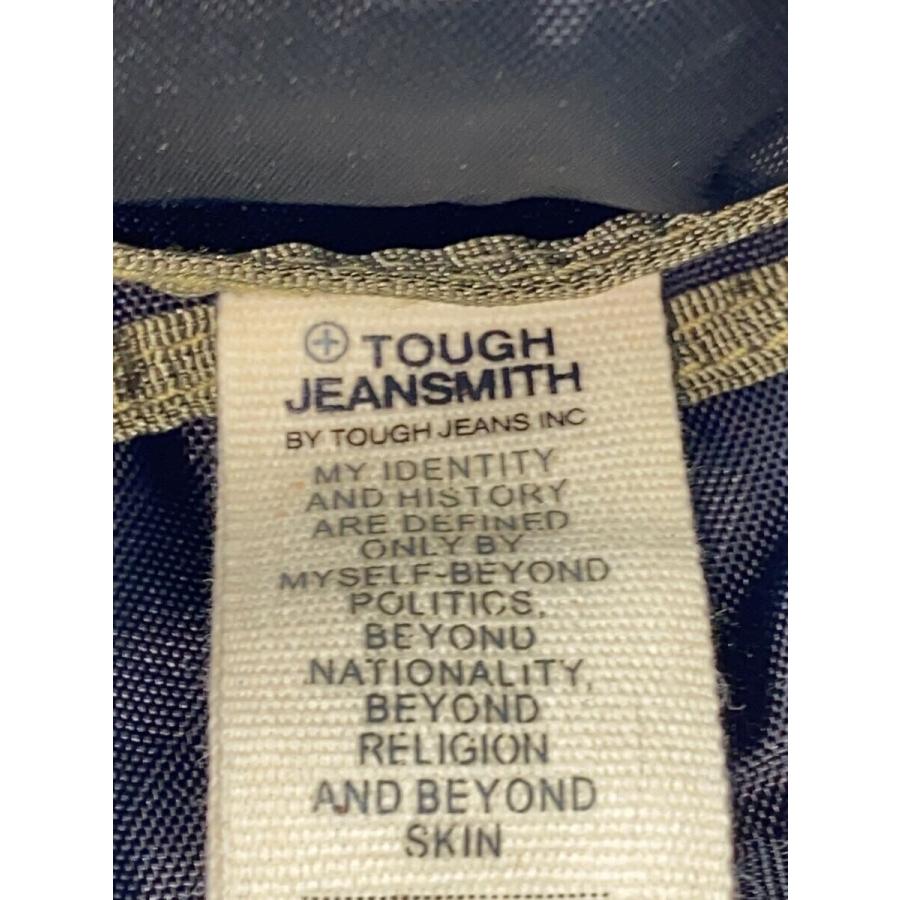 ⊕ TOUGH
JEANSMITH
BY TOUGH JEANS INC
MY IDENTITY
AND HISTORY
ARE DEFINED
ONLY BY
MYSELF-BEYOND
POLITICS,
BEYOND
NATIONALITY,
BEYOND
RELIGION
AND BEYOND
SKIN